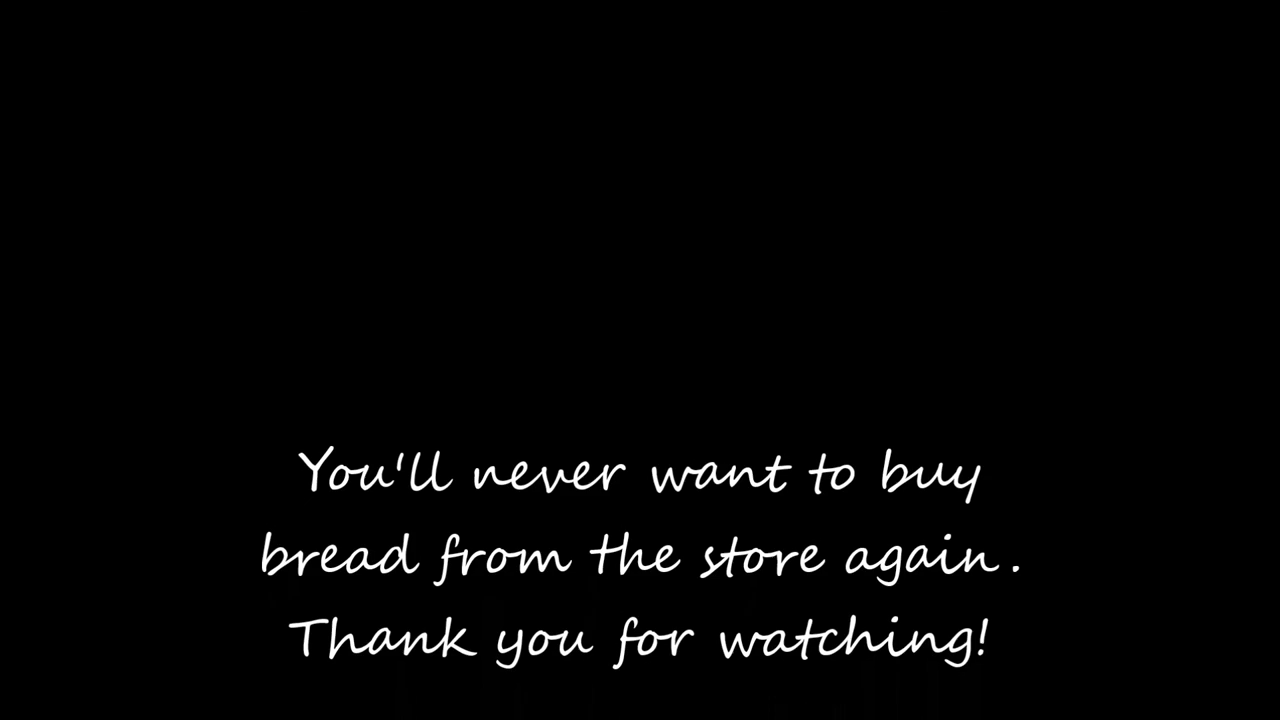 You'll never want to buy
bread from the store again.
Thank you for watching!